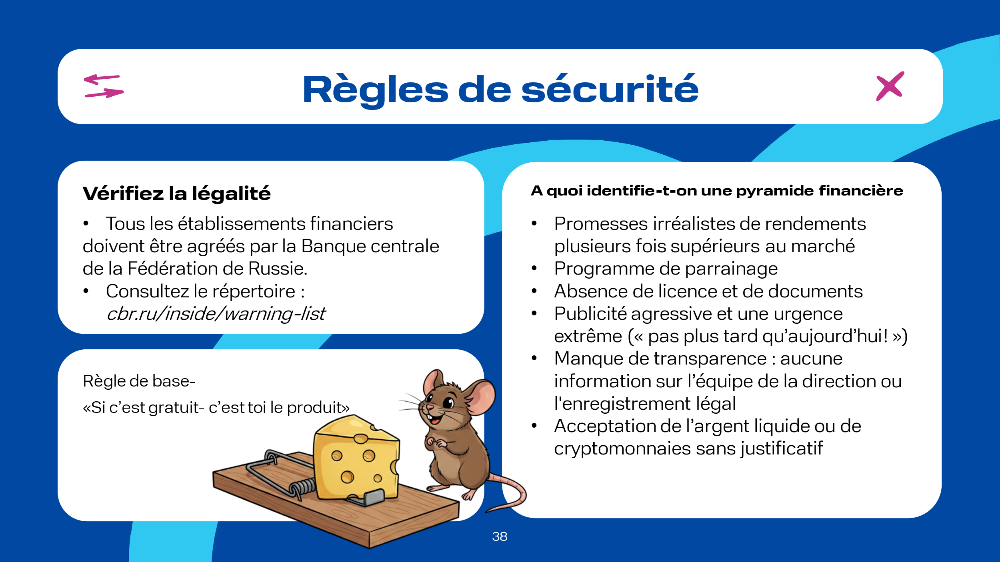 Règles de sécurité
Vérifiez la légalité
• Tous les établissements financiers
doivent être agréés par la Banque centrale
de la Fédération de Russie.
• Consultez le répertoire :
cbr.ru/inside/warning-list
Règle de base-
«Si c’est gratuit- c’est toi le produit»
A quoi identifie-t-on une pyramide financière
• Promesses irréalistes de rendements
plusieurs fois supérieurs au marché
• Programme de parrainage
• Absence de licence et de documents
• Publicité agressive et une urgence
extrême (« pas plus tard qu’aujourd’hui! »)
• Manque de transparence : aucune
information sur l’équipe de la direction ou
l'enregistrement légal
• Acceptation de l’argent liquide ou de
cryptomonnaies sans justificatif
38